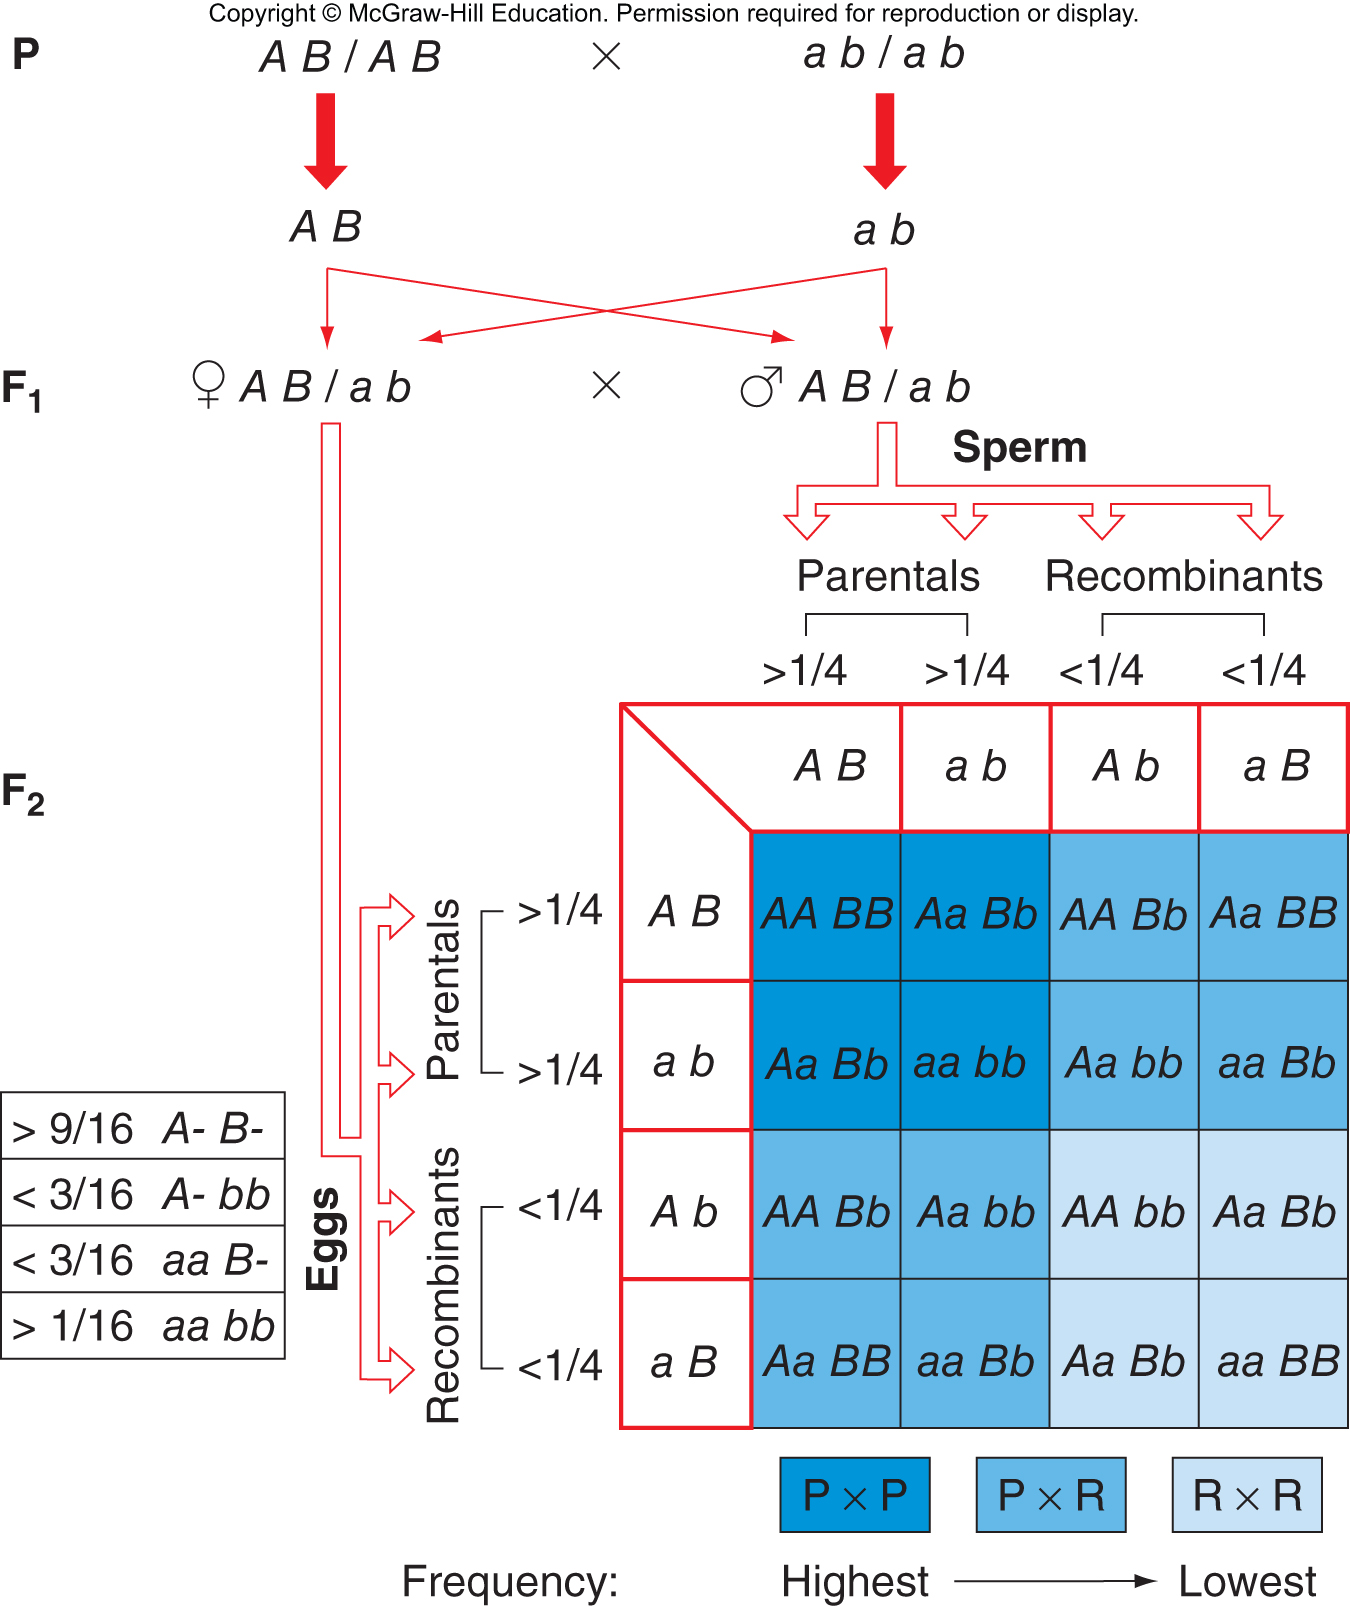 Copyright © McGraw-Hill Education. Permission required for reproduction or display.
P A B / A B × a b / a b
A B a b
F1 ♀ A B / a b × ♂ A B / a b
Sperm
Parentals Recombinants
>1/4 >1/4 <1/4 <1/4
F2
A B a b A b a B
Eggs
Parentals
>1/4 A B AA BB Aa Bb AA Bb Aa BB
>1/4 a b Aa Bb aa bb Aa bb aa Bb
Recombinants
<1/4 A b AA Bb Aa bb AA bb Aa Bb
<1/4 a B Aa BB aa Bb Aa Bb aa BB
> 9/16 A- B-
< 3/16 A- bb
< 3/16 aa B-
> 1/16 aa bb
P × P P × R R × R
Frequency: Highest Lowest